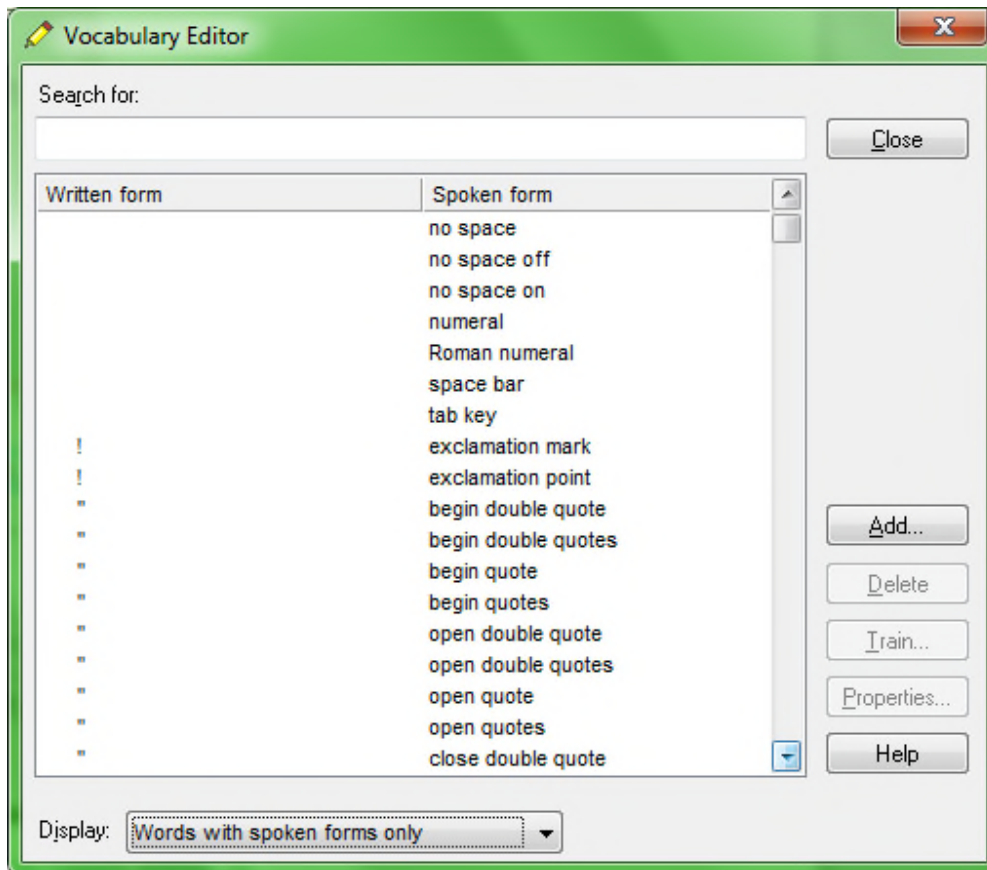 Vocabulary Editor
Search for:
Close
Written form Spoken form
no space
no space off
no space on
numeral
Roman numeral
space bar
tab key
! exclamation mark
! exclamation point
" begin double quote
" begin double quotes
" begin quote
" begin quotes
" open double quote
" open double quotes
" open quote
" open quotes
" close double quote
Add...
Delete
Train...
Properties...
Help
Display: Words with spoken forms only